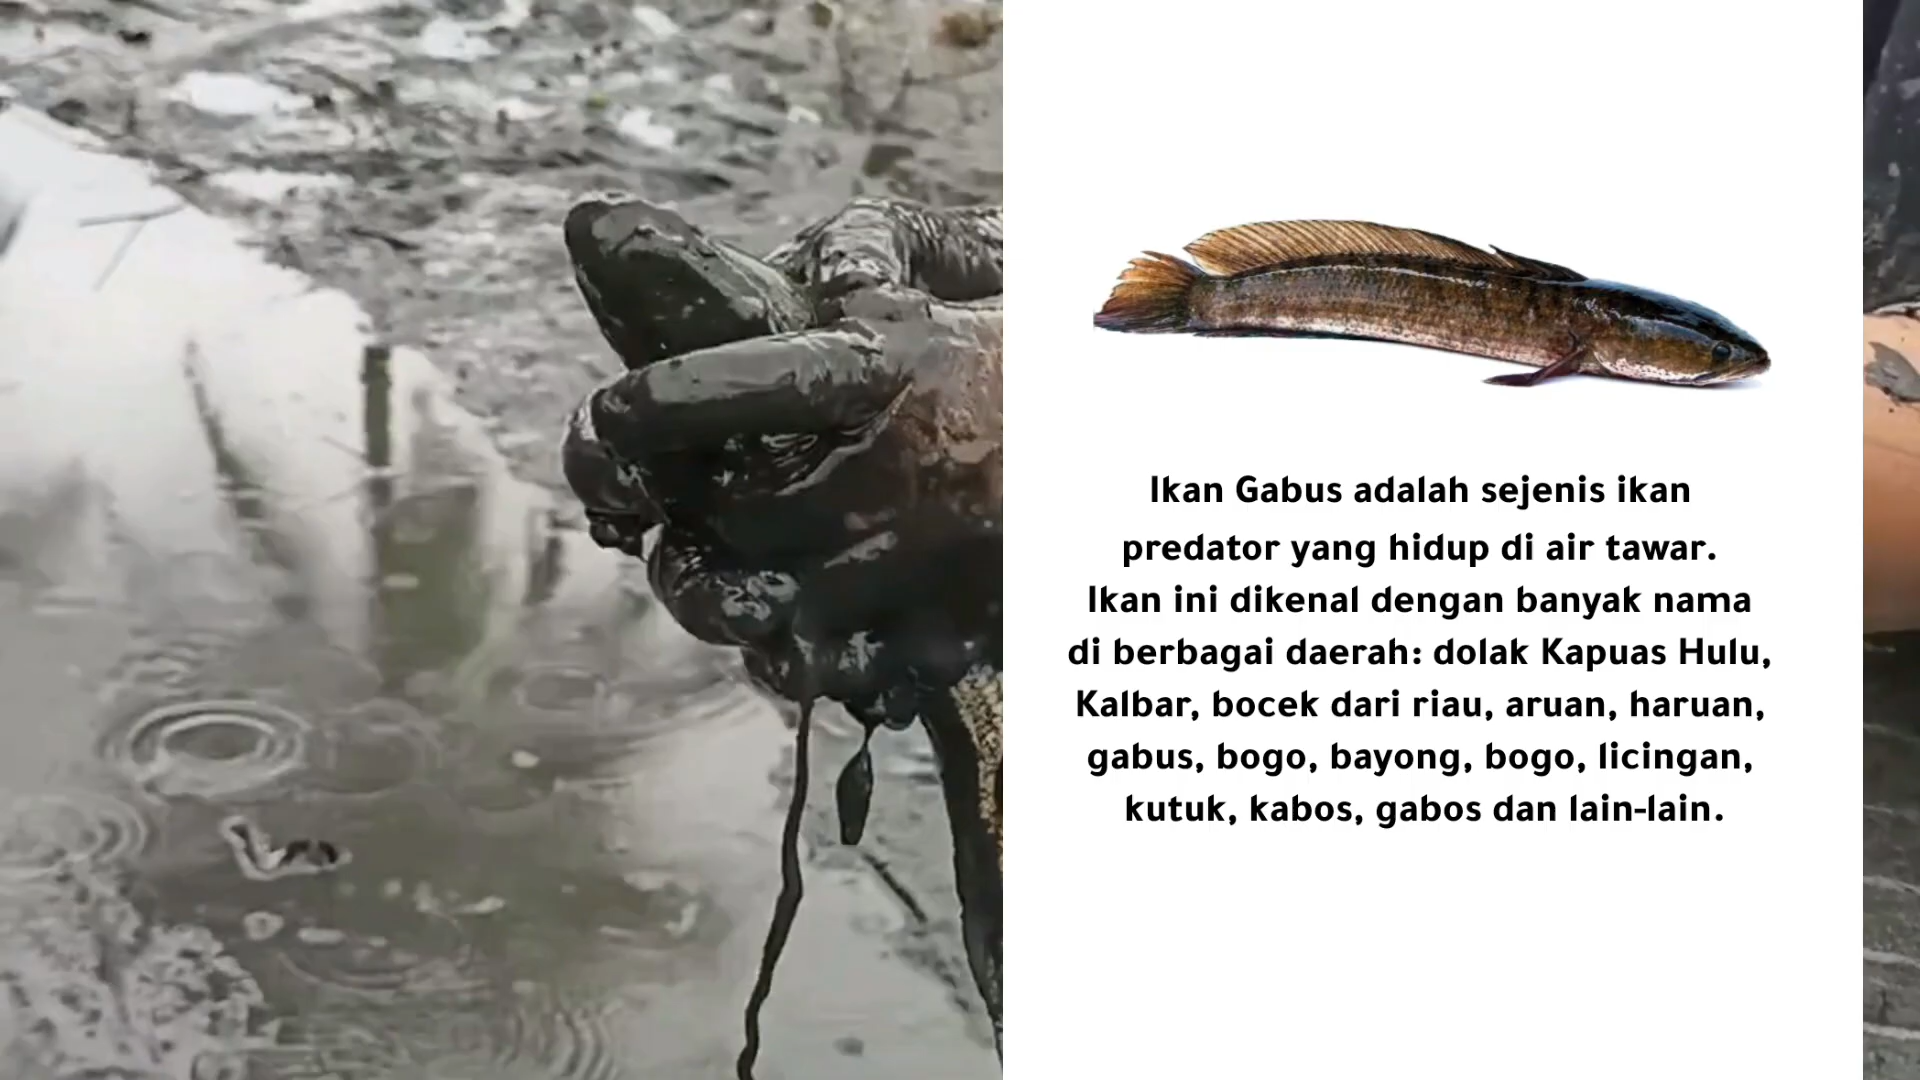 Ikan Gabus adalah sejenis ikan
predator yang hidup di air tawar.
Ikan ini dikenal dengan banyak nama
di berbagai daerah: dolak Kapuas Hulu,
Kalbar, bocek dari riau, aruan, haruan,
gabus, bogo, bayong, bogo, licingan,
kutuk, kabos, gabos dan lain-lain.